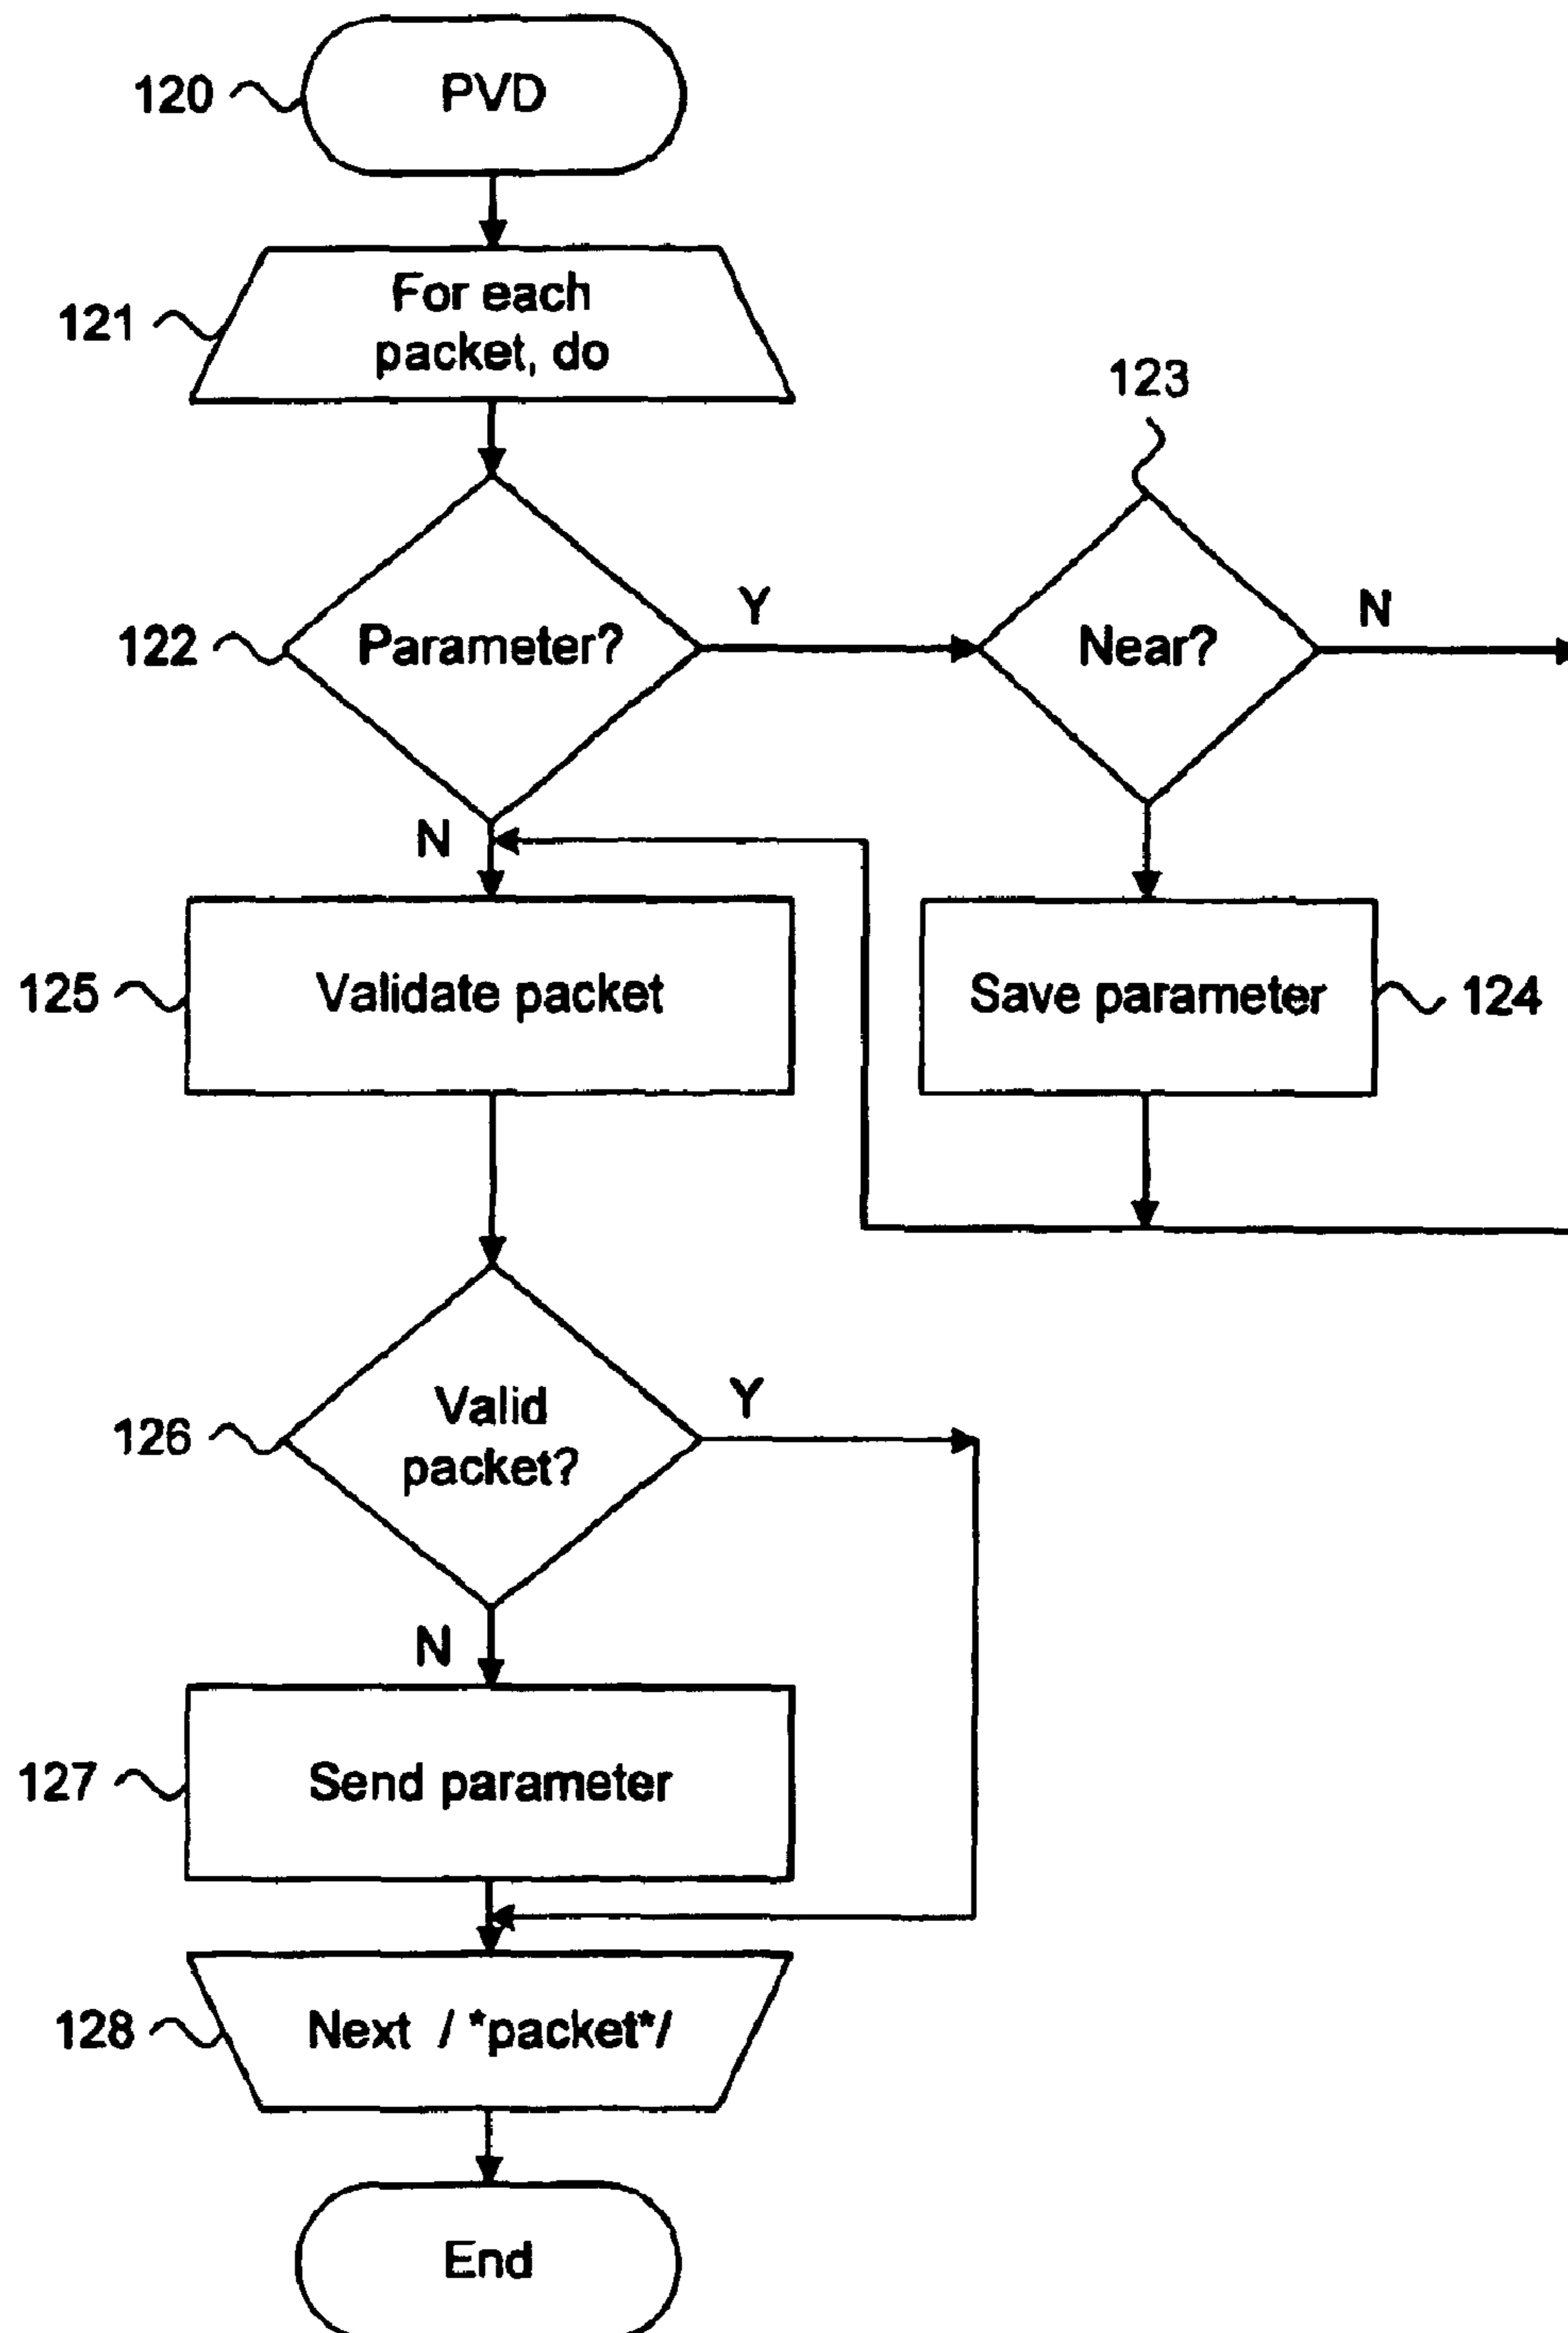 120
PVD
121
For each
packet, do
123
122
Parameter?
Y
Near?
N
N
125
Validate packet
Save parameter
124
126
Valid
packet?
Y
N
127
Send parameter
128
Next / *packet*/
End